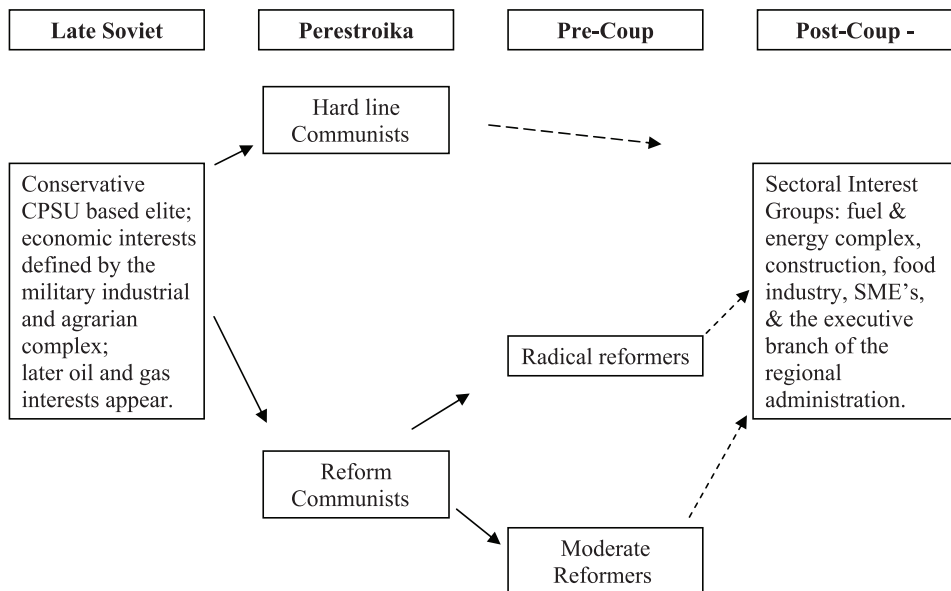 Late Soviet
Perestroika
Pre-Coup
Post-Coup -
Hard line
Communists
Conservative
CPSU based elite;
economic interests
defined by the
military industrial
and agrarian
complex;
later oil and gas
interests appear.
Reform
Communists
Radical reformers
Moderate
Reformers
Sectoral Interest
Groups: fuel &
energy complex,
construction, food
industry, SME's,
& the executive
branch of the
regional
administration.